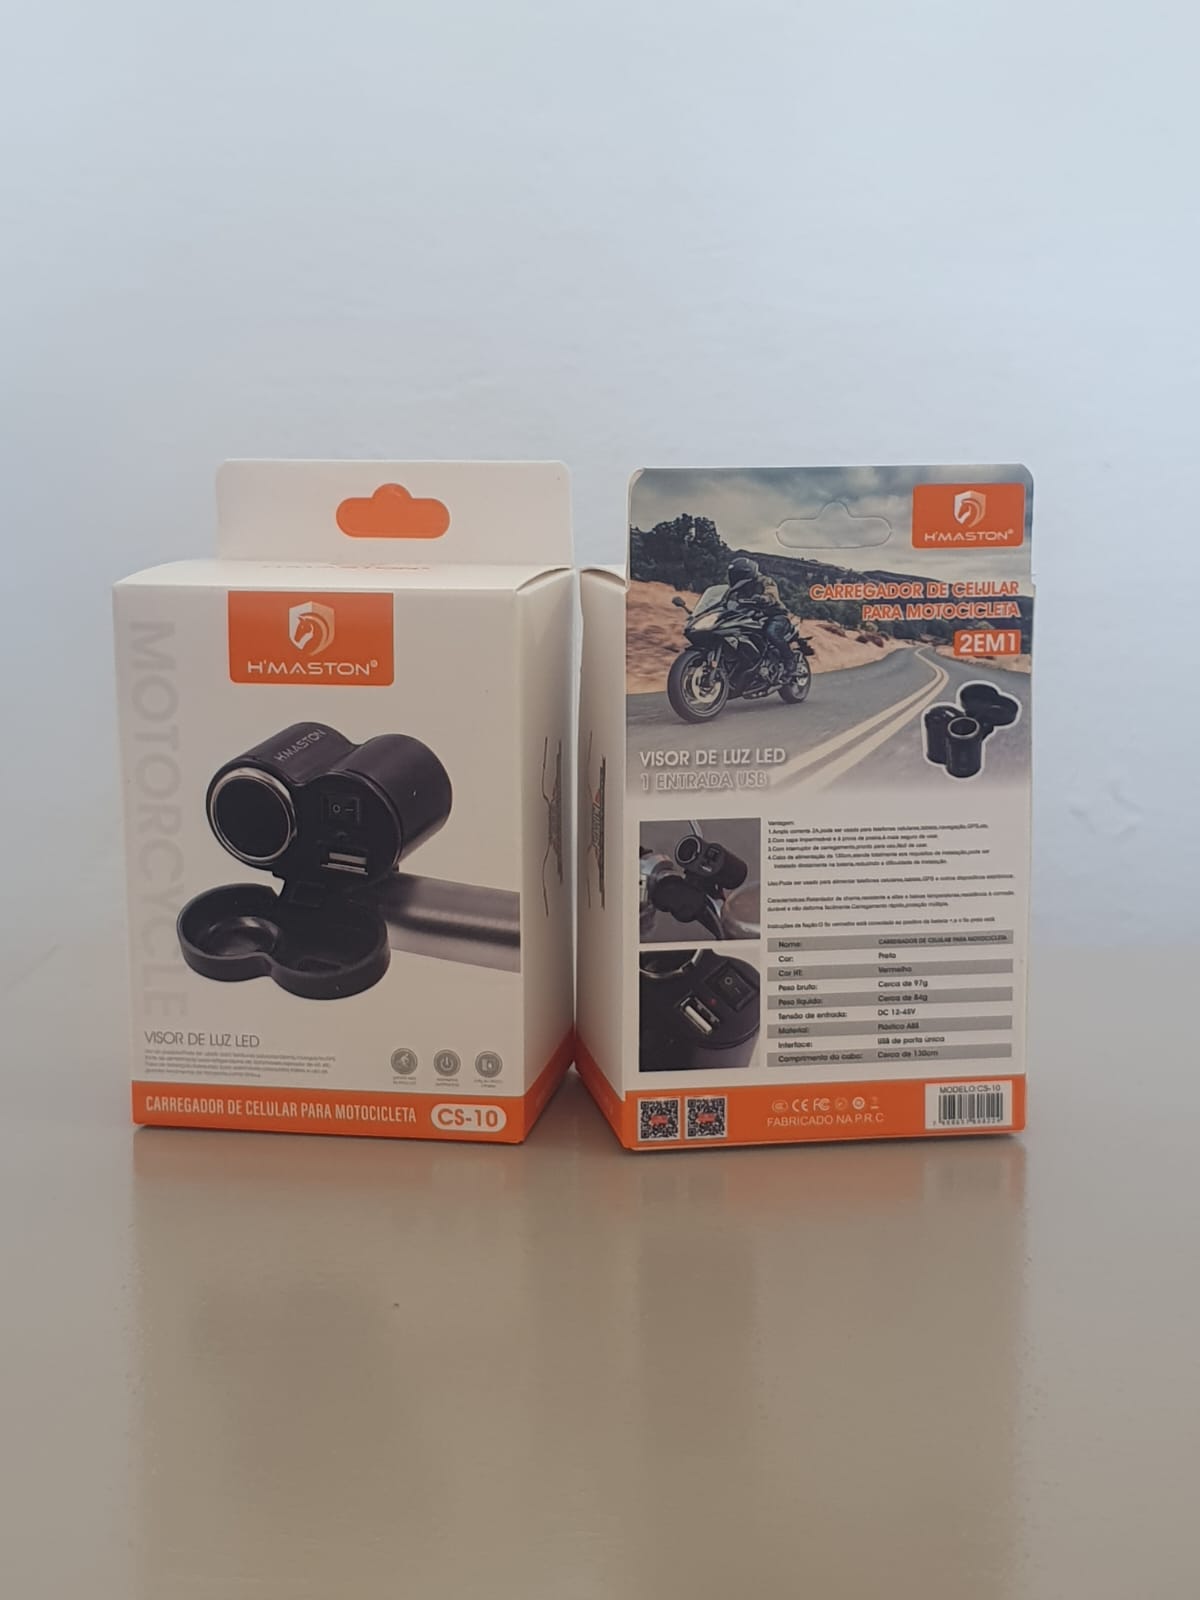 H'MASTON®
MOTORCYCLE
H'MASTON
VISOR DE LUZ LED
CARREGADOR DE CELULAR PARA MOTOCICLETA CS-10
H'MASTON®
CARREGADOR DE CELULAR
PARA MOTOCICLETA
2EM1
VISOR DE LUZ LED
1 ENTRADA USB
Vantagem:
1.Ampla corrente 2A,pode ser usado para telefones celulares,tablets,navegação,GPS,etc.
2.Com capa impermeável e à prova de poeira,é mais seguro de usar.
3.Com interruptor de carregamento,pronto para uso,fácil de usar.
4.Cabo de alimentação de 130cm,atende totalmente aos requisitos de instalação,pode ser
instalado diretamente na bateria,reduzindo a dificuldade de instalação.
Uso:Pode ser usado para alimentar telefones celulares,tablets,GPS e outros dispositivos eletrônicos.
Características:Retardador de chama,resistente a altas e baixas temperaturas,resistência à corrosão
durável e não deforma facilmente.Carregamento rápido,proteção múltipla.
Instruções de fiação:O fio vermelho está conectado ao positivo da bateria +,e o fio preto está
Nome: CARREGADOR DE CELULAR PARA MOTOCICLETA
Cor: Preto
Cor HT: Vermelho
Peso bruto: Cerca de 97g
Peso líquido: Cerca de 84g
Tensão de entrada: DC 12-45V
Material: Plástico ABS
Interface: USB de porta única
Comprimento do cabo: Cerca de 130cm
CE FC
FABRICADO NA P.R.C
MODELO:CS-10